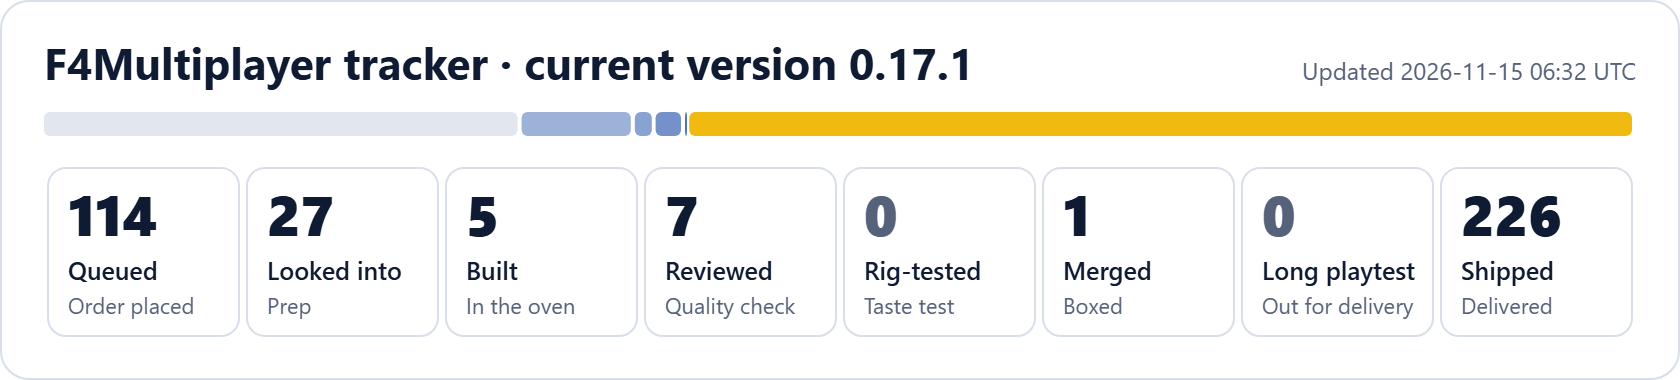 F4Multiplayer tracker · current version 0.17.1
Updated 2026-11-15 06:32 UTC
114
Queued
Order placed
27
Looked into
Prep
5
Built
In the oven
7
Reviewed
Quality check
0
Rig-tested
Taste test
1
Merged
Boxed
0
Long playtest
Out for delivery
226
Shipped
Delivered